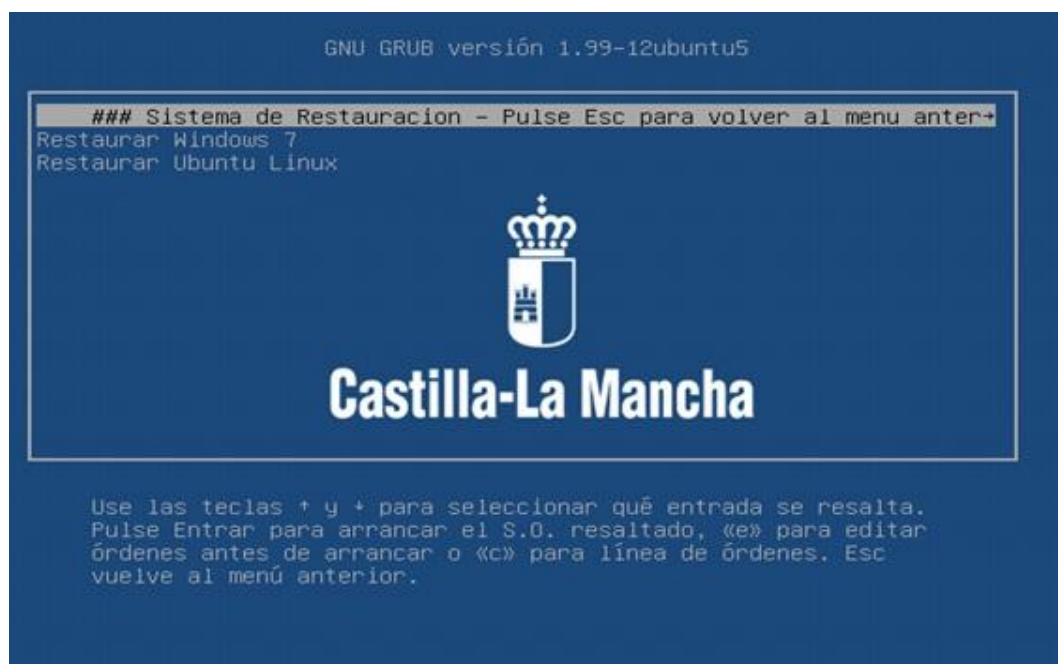 GNU GRUB versión 1.99-12ubuntu5
### Sistema de Restauracion - Pulse Esc para volver al menu anter→
Restaurar Windows 7
Restaurar Ubuntu Linux
Castilla-La Mancha
Use las teclas ↑ y ↓ para seleccionar qué entrada se resalta.
Pulse Entrar para arrancar el S.O. resaltado, «e» para editar
órdenes antes de arrancar o «c» para línea de órdenes. Esc
vuelve al menú anterior.